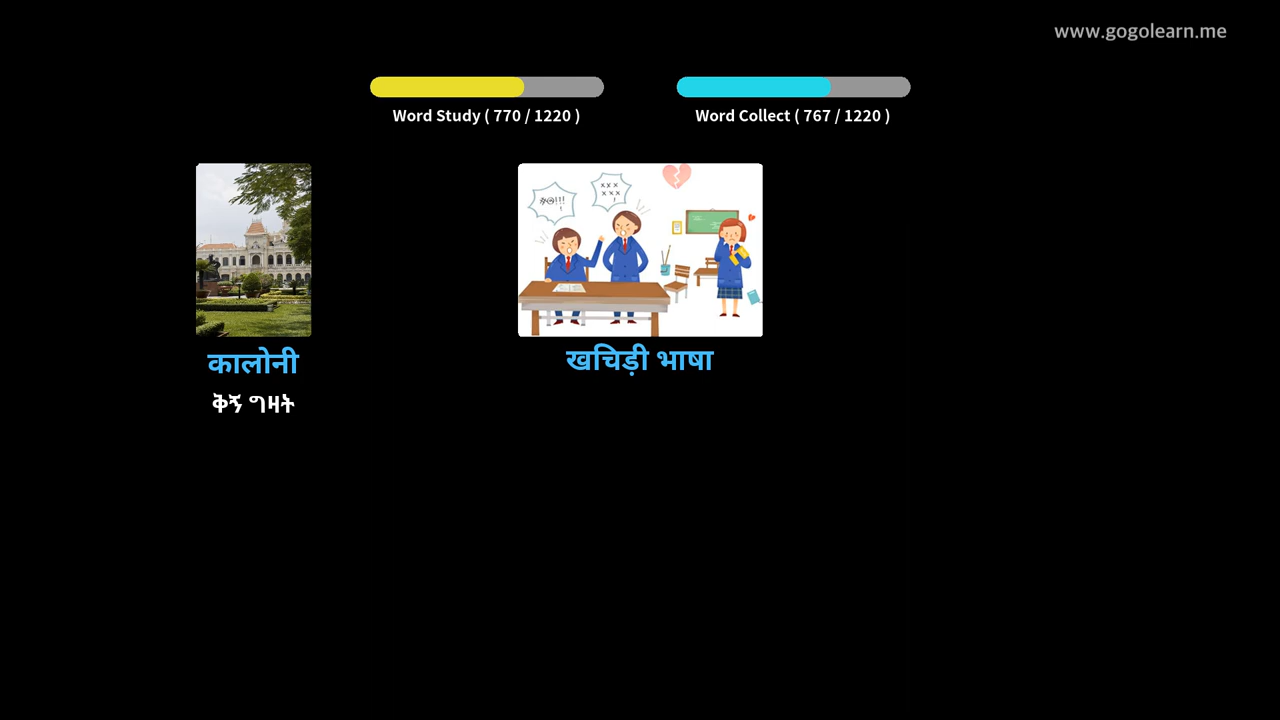 www.gogolearn.me
Word Study ( 770 / 1220 )
Word Collect ( 767 / 1220 )
#@!!!
!
x x x
x x x
!
कालोनी
खचिड़ी भाषा
ቅኝ ግዛት